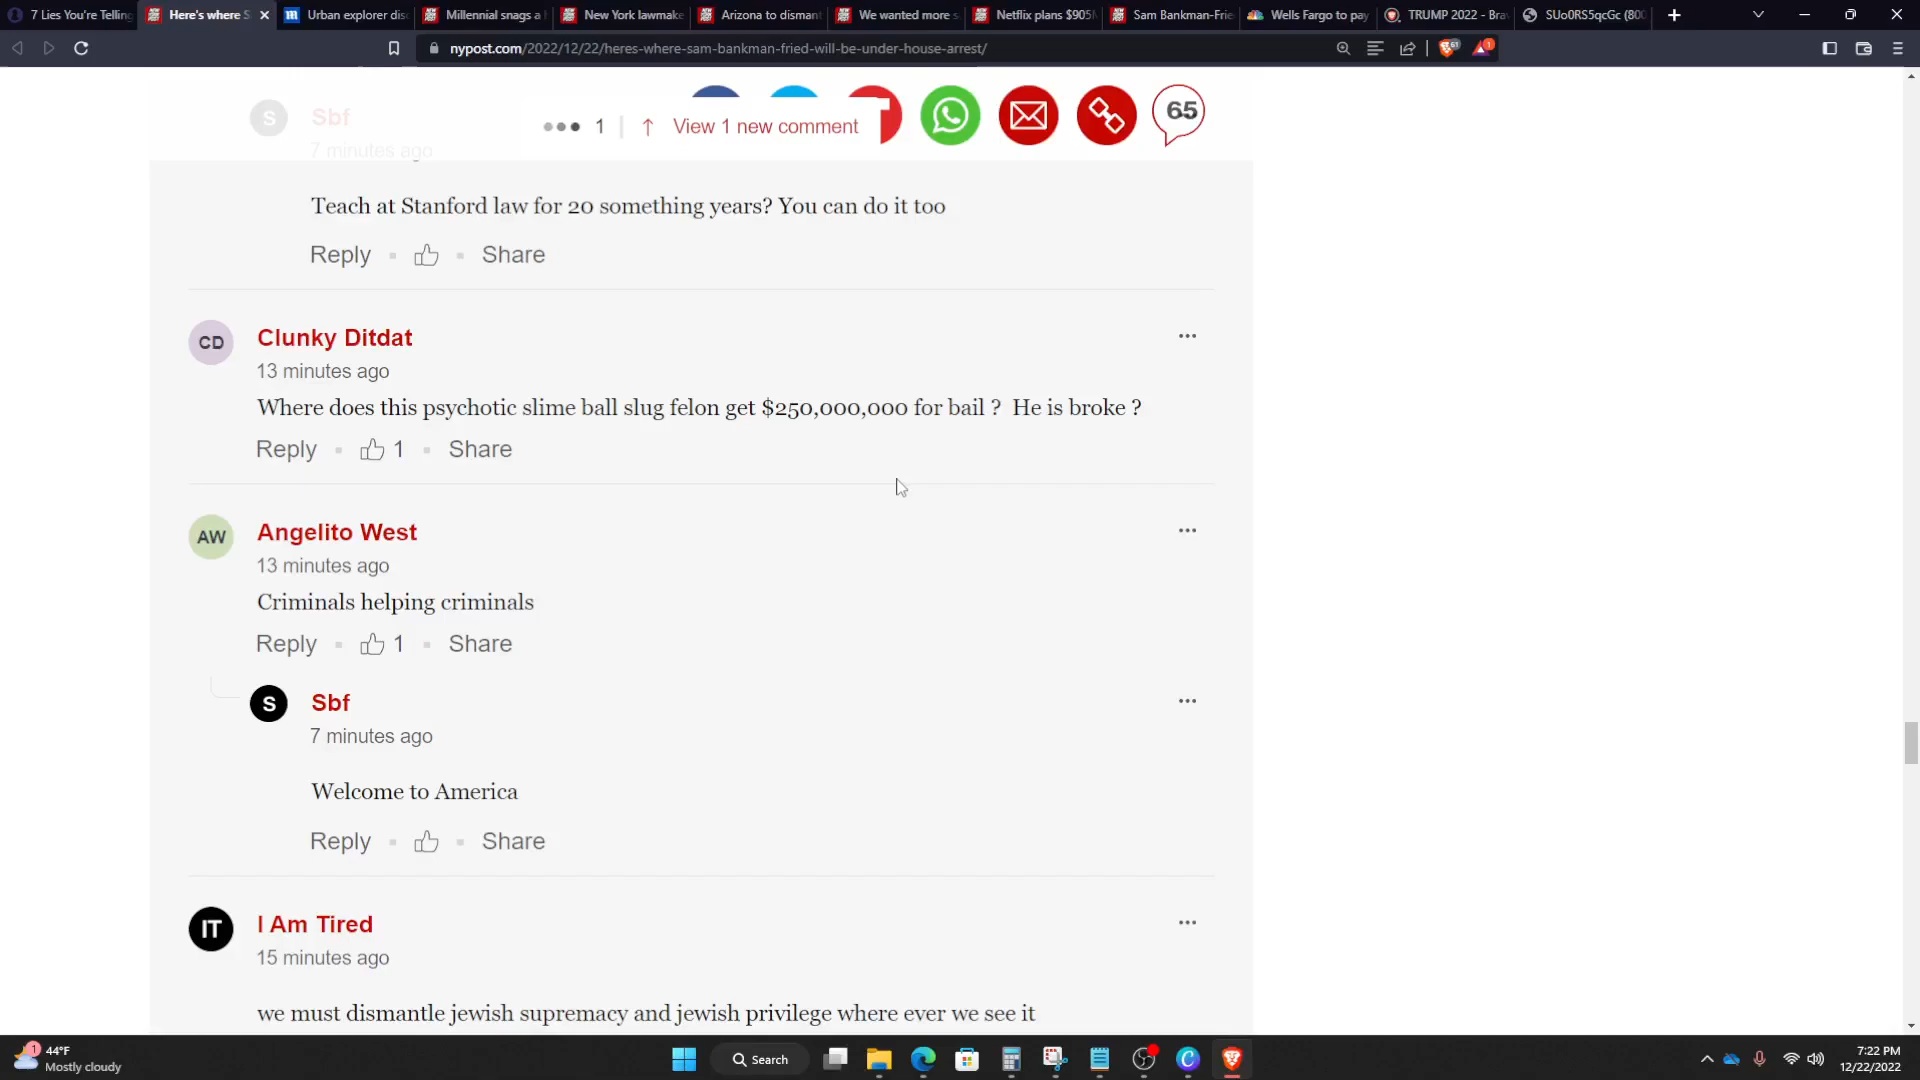 7 Lies You're Telling
Here's where S
Urban explorer disc
Millennial snags a
New York lawmake
Arizona to dismant
We wanted more s
Netflix plans $905
Sam Bankman-Frie
Wells Fargo to pay
TRUMP 2022 - Brav
SUo0RS5qcGc (800
nypost.com/2022/12/22/heres-where-sam-bankman-fried-will-be-under-house-arrest/
S
Sbf
7 minutes ago
1
↑ View 1 new comment
65
Teach at Stanford law for 20 something years? You can do it too
Reply
Share
CD
Clunky Ditdat
13 minutes ago
Where does this psychotic slime ball slug felon get $250,000,000 for bail ? He is broke ?
Reply
1
Share
AW
Angelito West
13 minutes ago
Criminals helping criminals
Reply
1
Share
S
Sbf
7 minutes ago
Welcome to America
Reply
Share
IT
I Am Tired
15 minutes ago
we must dismantle jewish supremacy and jewish privilege where ever we see it
1
44°F
Mostly cloudy
Search
7:22 PM
12/22/2022